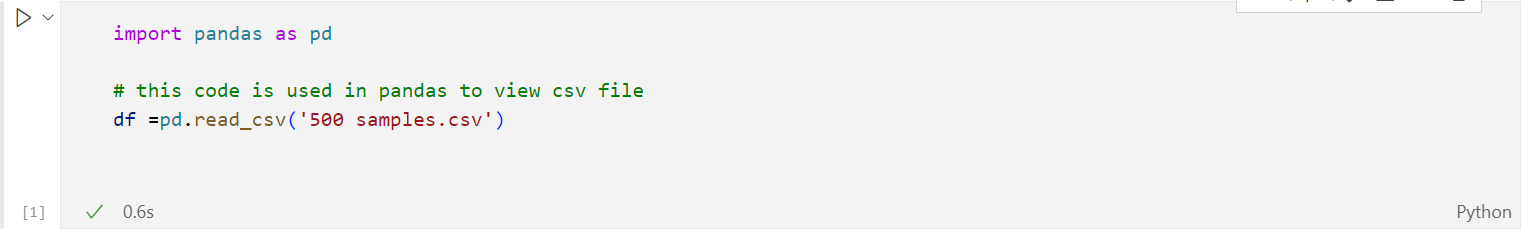 import pandas as pd
# this code is used in pandas to view csv file
df =pd.read_csv('500 samples.csv')
[1]
0.6s
Python